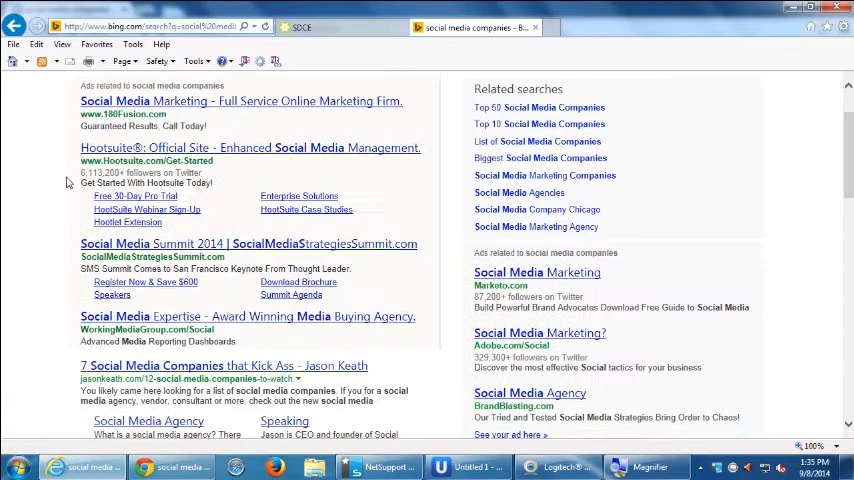 http://www.bing.com/search?q=social%20medi
SDCE
social media companies - B...
File Edit View Favorites Tools Help
Page Safety Tools
Ads related to social media companies
Social Media Marketing - Full Service Online Marketing Firm.
www.180Fusion.com
Guaranteed Results, Call Today!
Hootsuite®: Official Site - Enhanced Social Media Management.
www.Hootsuite.com/Get-Started
6,113,200+ followers on Twitter
Get Started With Hootsuite Today!
Free 30-Day Pro Trial Enterprise Solutions
HootSuite Webinar Sign-Up HootSuite Case Studies
Hootlet Extension
Social Media Summit 2014 | SocialMediaStrategiesSummit.com
SocialMediaStrategiesSummit.com
SMS Summit Comes to San Francisco Keynote From Thought Leader.
Register Now & Save $600 Download Brochure
Speakers Summit Agenda
Social Media Expertise - Award Winning Media Buying Agency.
WorkingMediaGroup.com/Social
Advanced Media Reporting Dashboards
7 Social Media Companies that Kick Ass - Jason Keath
jasonkeath.com/12-social-media-companies-to-watch
You likely came here looking for a list of social media companies. If you for a social
media agency, vendor, consultant or more, check out the new social media
Social Media Agency Speaking
What is a social media agency? There Jason is CEO and founder of Social
Related searches
Top 50 Social Media Companies
Top 10 Social Media Companies
List of Social Media Companies
Biggest Social Media Companies
Social Media Marketing Companies
Social Media Agencies
Social Media Company Chicago
Social Media Marketing Agency
Ads related to social media companies
Social Media Marketing
Marketo.com
87,200+ followers on Twitter
Build Powerful Brand Advocates Download Free Guide to Social Media
Social Media Marketing?
Adobe.com/Social
329,300+ followers on Twitter
Discover the most effective Social tactics for your business
Social Media Agency
BrandBlasting.com
Our Tried and Tested Social Media Strategies Bring Order to Chaos!
See your ad here »
100%
social media ... social media ... NetSupport ... Untitled 1 - ... Logitech® ... Magnifier
1:35 PM
9/8/2014